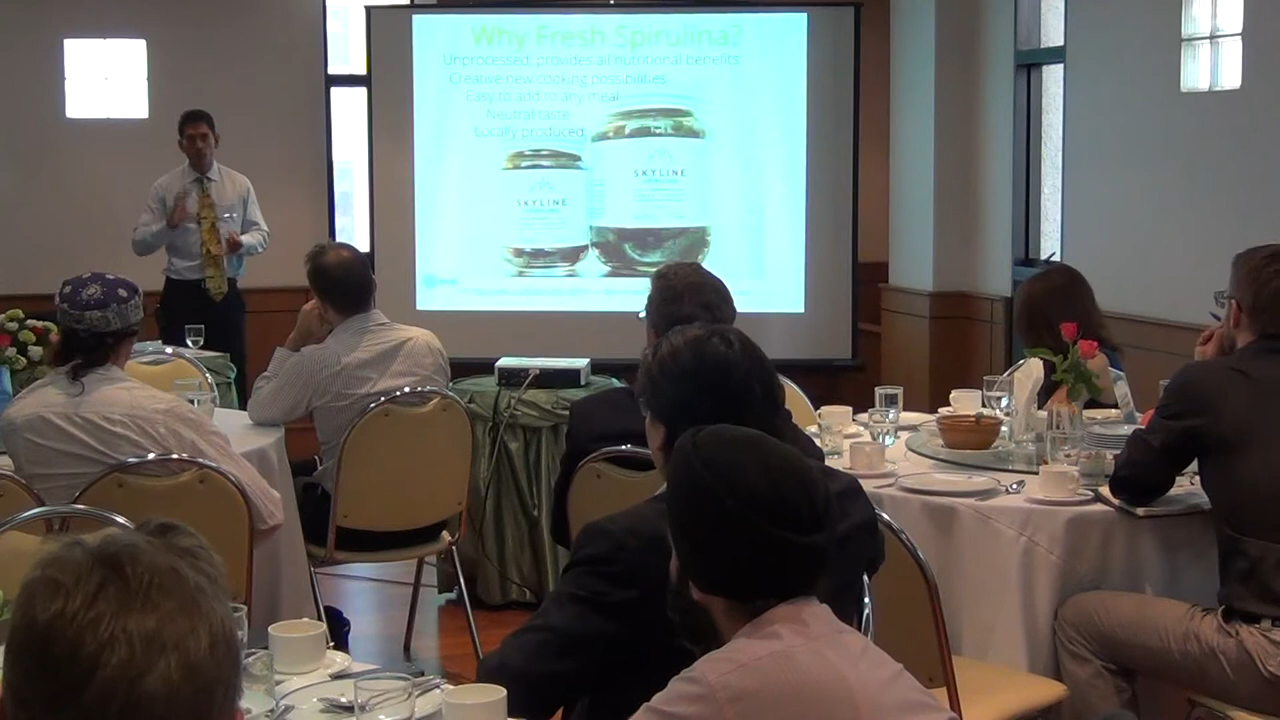 Why Fresh Spirulina?
Unprocessed, provides all nutritional benefits
Creative new cooking possibilities
Easy to add to any meal
Neutral taste
Locally produced
SKYLINE
SKYLINE